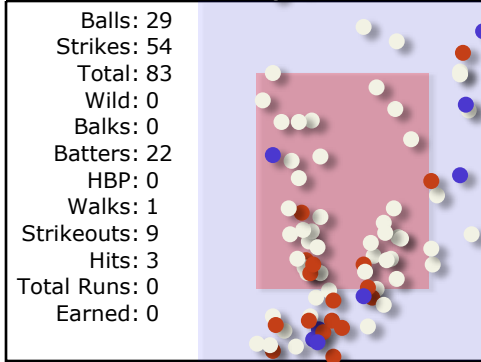 Balls: 29
Strikes: 54
Total: 83
Wild: 0
Balks: 0
Batters: 22
HBP: 0
Walks: 1
Strikeouts: 9
Hits: 3
Total Runs: 0
Earned: 0